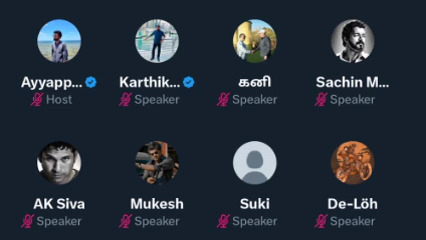 Ayyapp... Karthik... கனி Sachin M...
Host Speaker Speaker Speaker
AK Siva Mukesh Suki De-Löh
Speaker Speaker Speaker Speaker